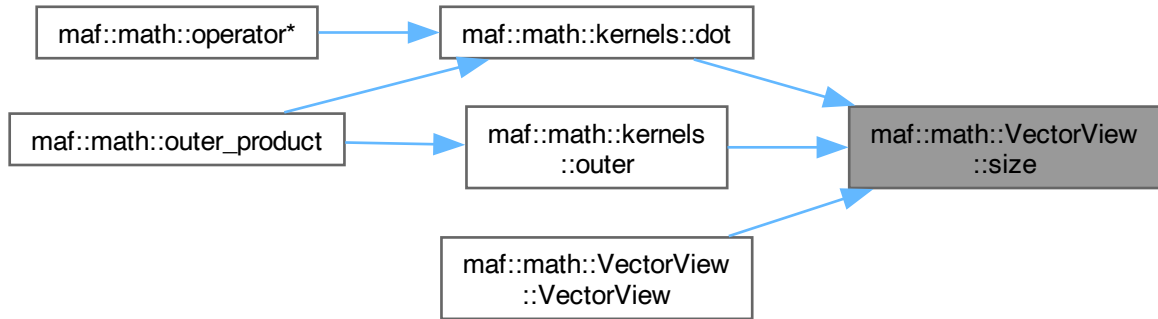 maf::math::operator*
maf::math::kernels::dot
maf::math::outer_product
maf::math::kernels
::outer
maf::math::VectorView
::size
maf::math::VectorView
::VectorView